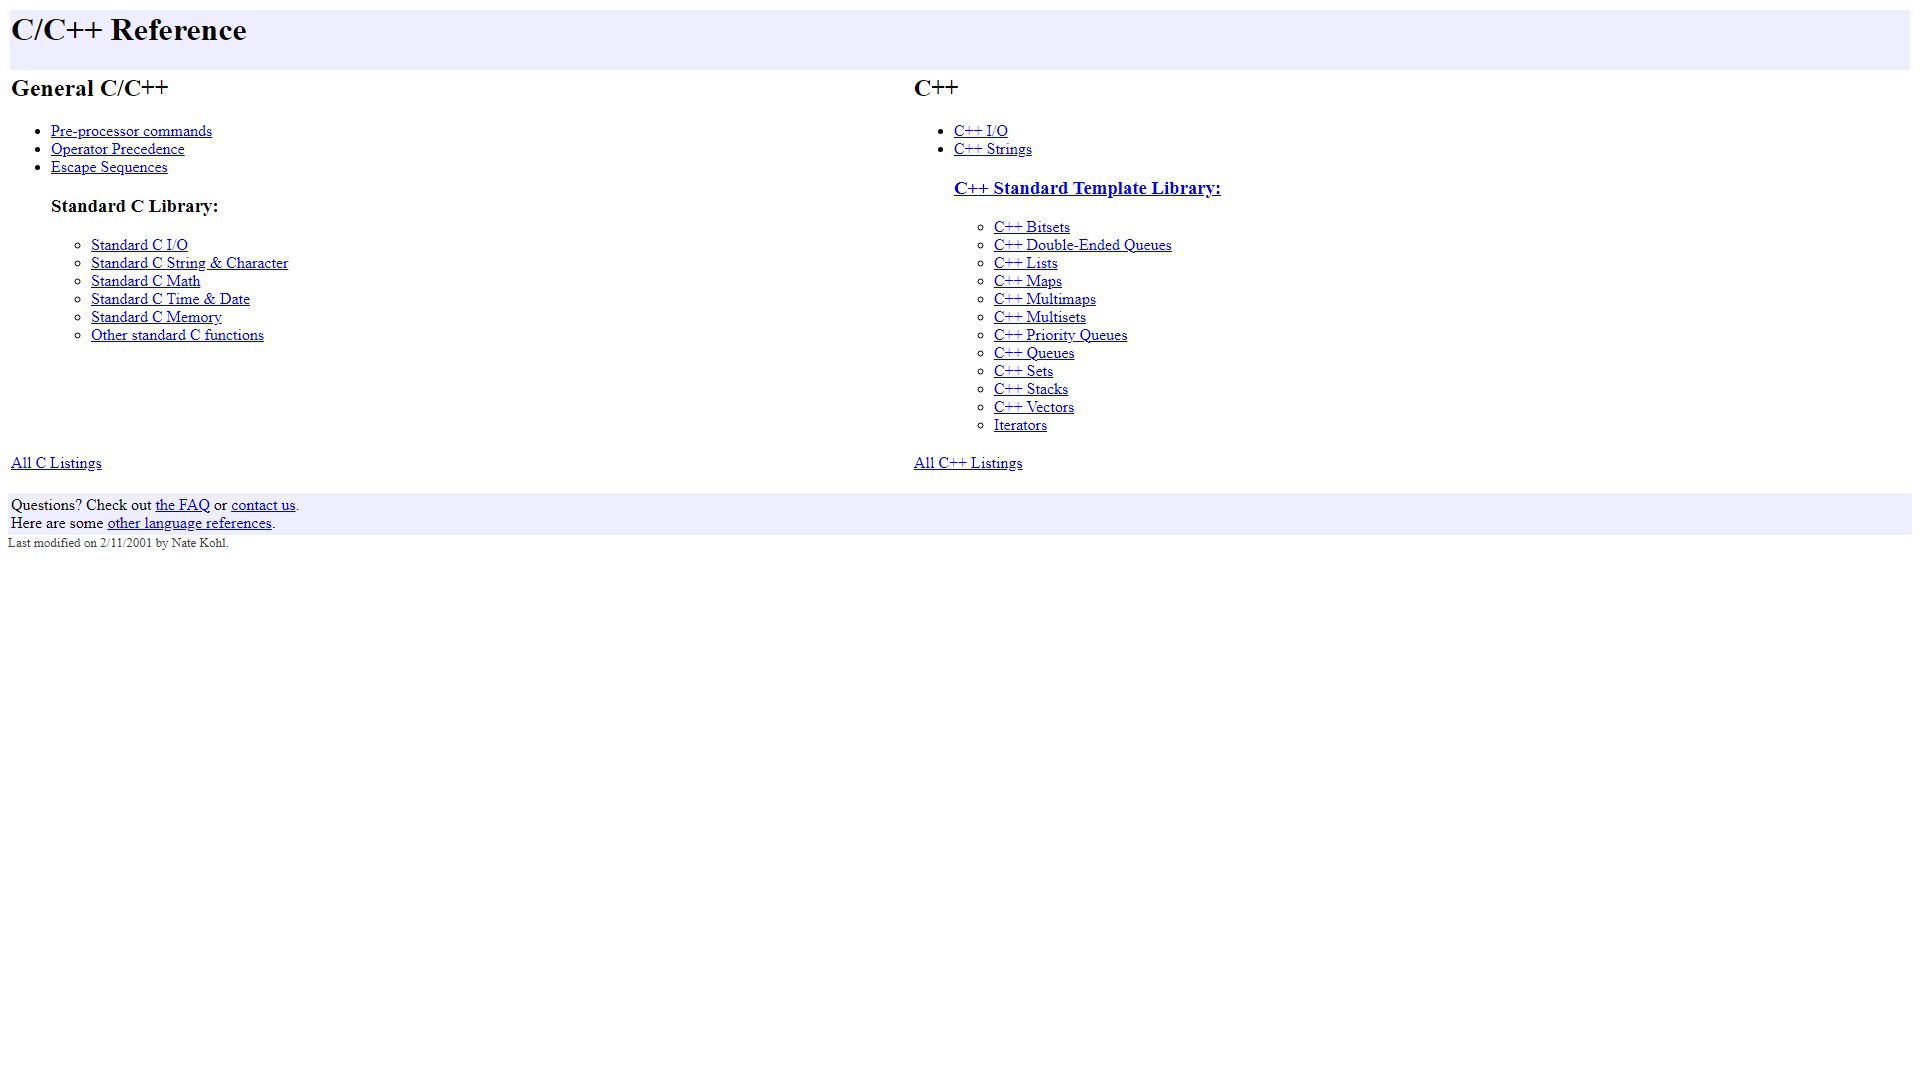 C/C++ Reference
General C/C++
Pre-processor commands
Operator Precedence
Escape Sequences
Standard C Library:
Standard C I/O
Standard C String & Character
Standard C Math
Standard C Time & Date
Standard C Memory
Other standard C functions
All C Listings
C++
C++ I/O
C++ Strings
C++ Standard Template Library:
C++ Bitsets
C++ Double-Ended Queues
C++ Lists
C++ Maps
C++ Multimaps
C++ Multisets
C++ Priority Queues
C++ Queues
C++ Sets
C++ Stacks
C++ Vectors
Iterators
All C++ Listings
Questions? Check out the FAQ or contact us.
Here are some other language references.
Last modified on 2/11/2001 by Nate Kohl.